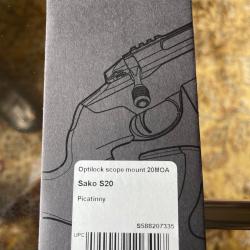 Optilock scope mount 20MOA
Sako S20
Picatinny
S588207335
UPC